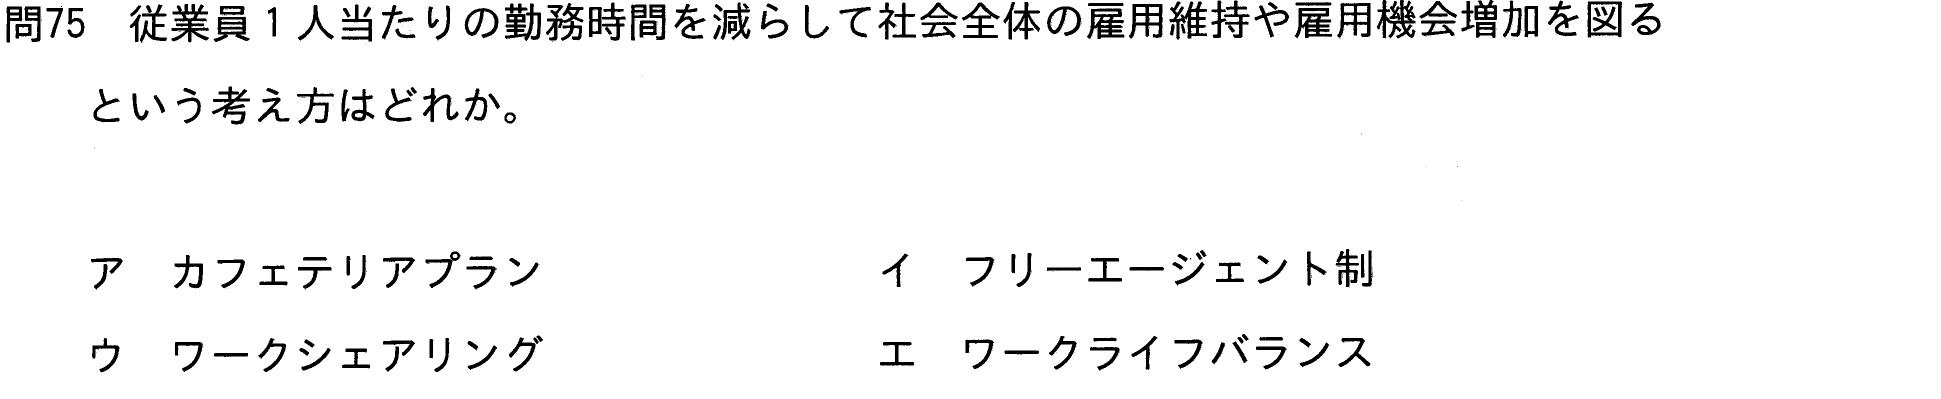 問75　従業員1人当たりの勤務時間を減らして社会全体の雇用維持や雇用機会増加を図る
という考え方はどれか。
ア　カフェテリアプラン　イ　フリーエージェント制
ウ　ワークシェアリング　エ　ワークライフバランス